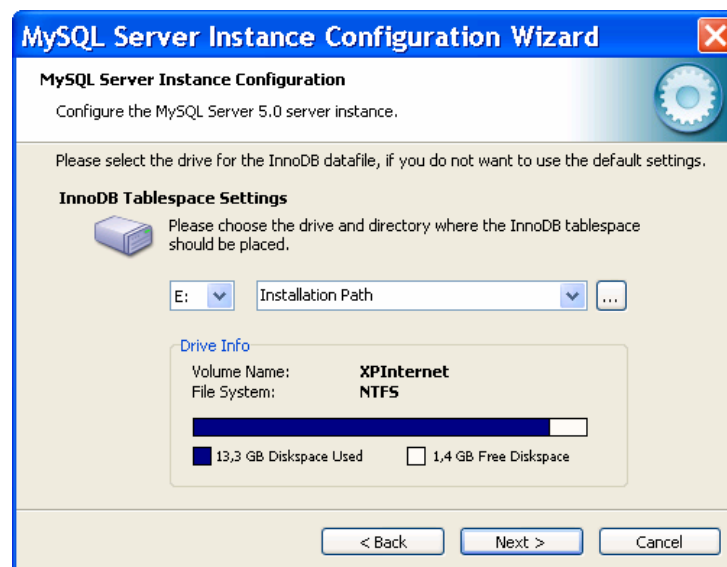 MySQL Server Instance Configuration Wizard
MySQL Server Instance Configuration
Configure the MySQL Server 5.0 server instance.
Please select the drive for the InnoDB datafile, if you do not want to use the default settings.
InnoDB Tablespace Settings
Please choose the drive and directory where the InnoDB tablespace
should be placed.
E: Installation Path ...
Drive Info
Volume Name: XPInternet
File System: NTFS
13,3 GB Diskspace Used 1,4 GB Free Diskspace
< Back Next > Cancel